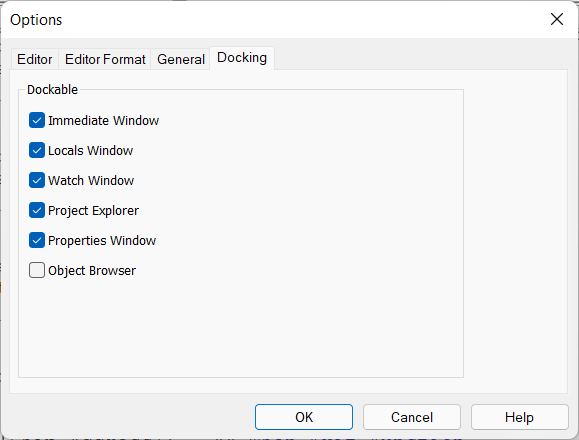 Options
Editor
Editor Format
General
Docking
Dockable
Immediate Window
Locals Window
Watch Window
Project Explorer
Properties Window
Object Browser
OK
Cancel
Help